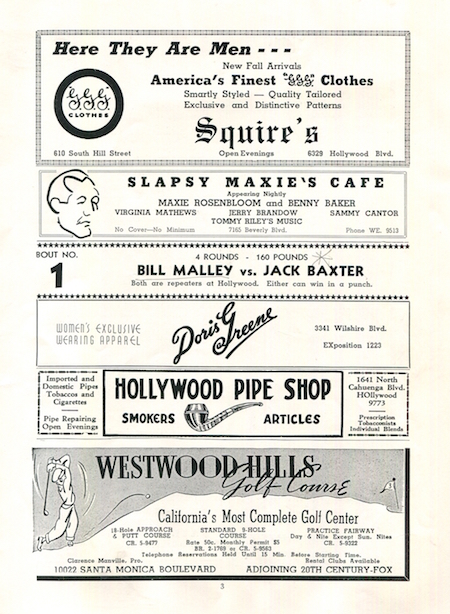 Here They Are Men - - -
New Fall Arrivals
America's Finest "GGG" Clothes
Smartly Styled — Quality Tailored
Exclusive and Distinctive Patterns
GGG
CLOTHES
Squire's
610 South Hill Street Open Evenings 6329 Hollywood Blvd.
SLAPSY MAXIE'S CAFE
Appearing Nightly
MAXIE ROSENBLOOM and BENNY BAKER
VIRGINIA MATHEWS JERRY BRANDOW SAMMY CANTOR
TOMMY RILEY'S MUSIC
No Cover—No Minimum 7165 Beverly Blvd. Phone WE. 9513
BOUT NO.
1
4 ROUNDS - 160 POUNDS
BILL MALLEY vs. JACK BAXTER
Both are repeaters at Hollywood. Either can win in a punch.
WOMEN'S EXCLUSIVE
WEARING APPAREL
Doris G Greene
3341 Wilshire Blvd.
EXposition 1223
Imported and
Domestic Pipes
Tobaccos and
Cigarettes
Pipe Repairing
Open Evenings
HOLLYWOOD PIPE SHOP
SMOKERS ARTICLES
1641 North
Cahuenga Blvd.
HOllywood
9773
Prescription
Tobacconists
Individual Blends
WESTWOOD HILLS
Golf Course
California's Most Complete Golf Center
18-Hole APPROACH
& PUTT COURSE
CR. 5-9477
STANDARD 9-HOLE
COURSE
Rate 50c. Monthly Permit $5
BR. 2-1769 or CR. 5-9563
PRACTICE FAIRWAY
Day & Nite Except Sun. Nites
CR. 5-9322
Telephone Reservations Held Until 15 Min. Before Starting Time.
Clarence Manville, Pro. Rental Clubs Available
10022 SANTA MONICA BOULEVARD ADJOINING 20TH CENTURY-FOX
3